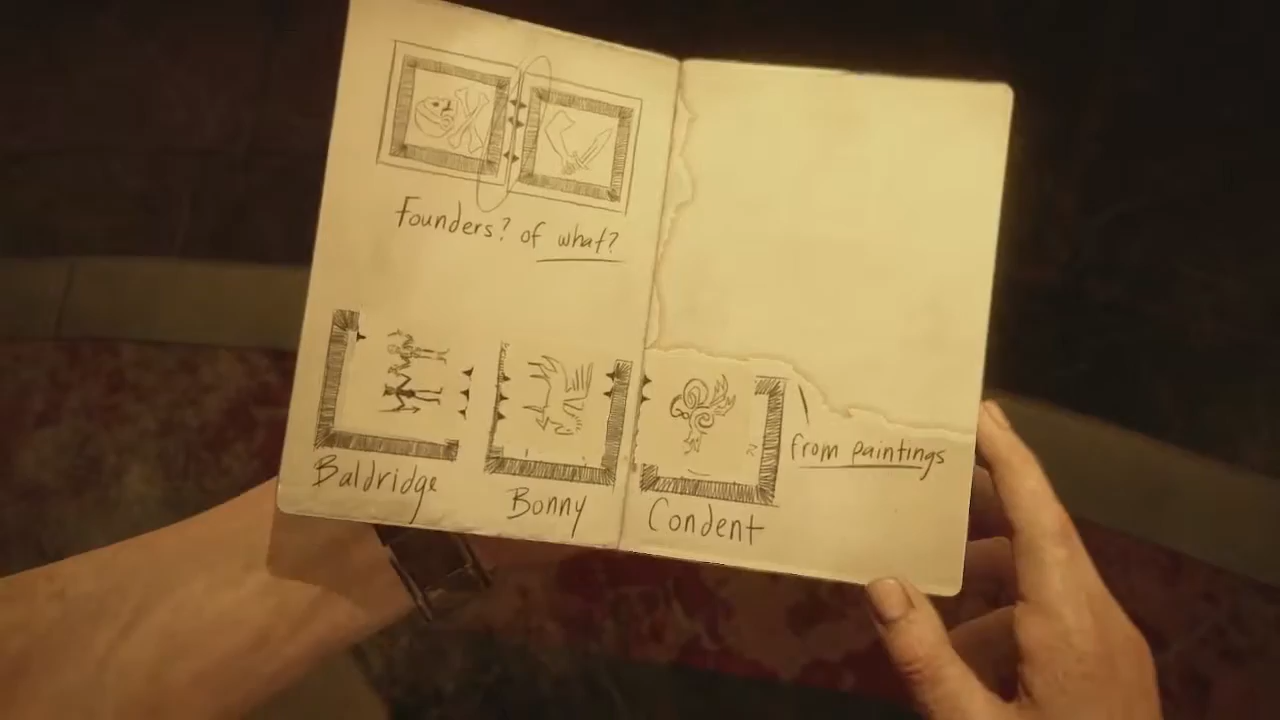 Founders? of what?
Baldridge
Bonny
Condent
from paintings